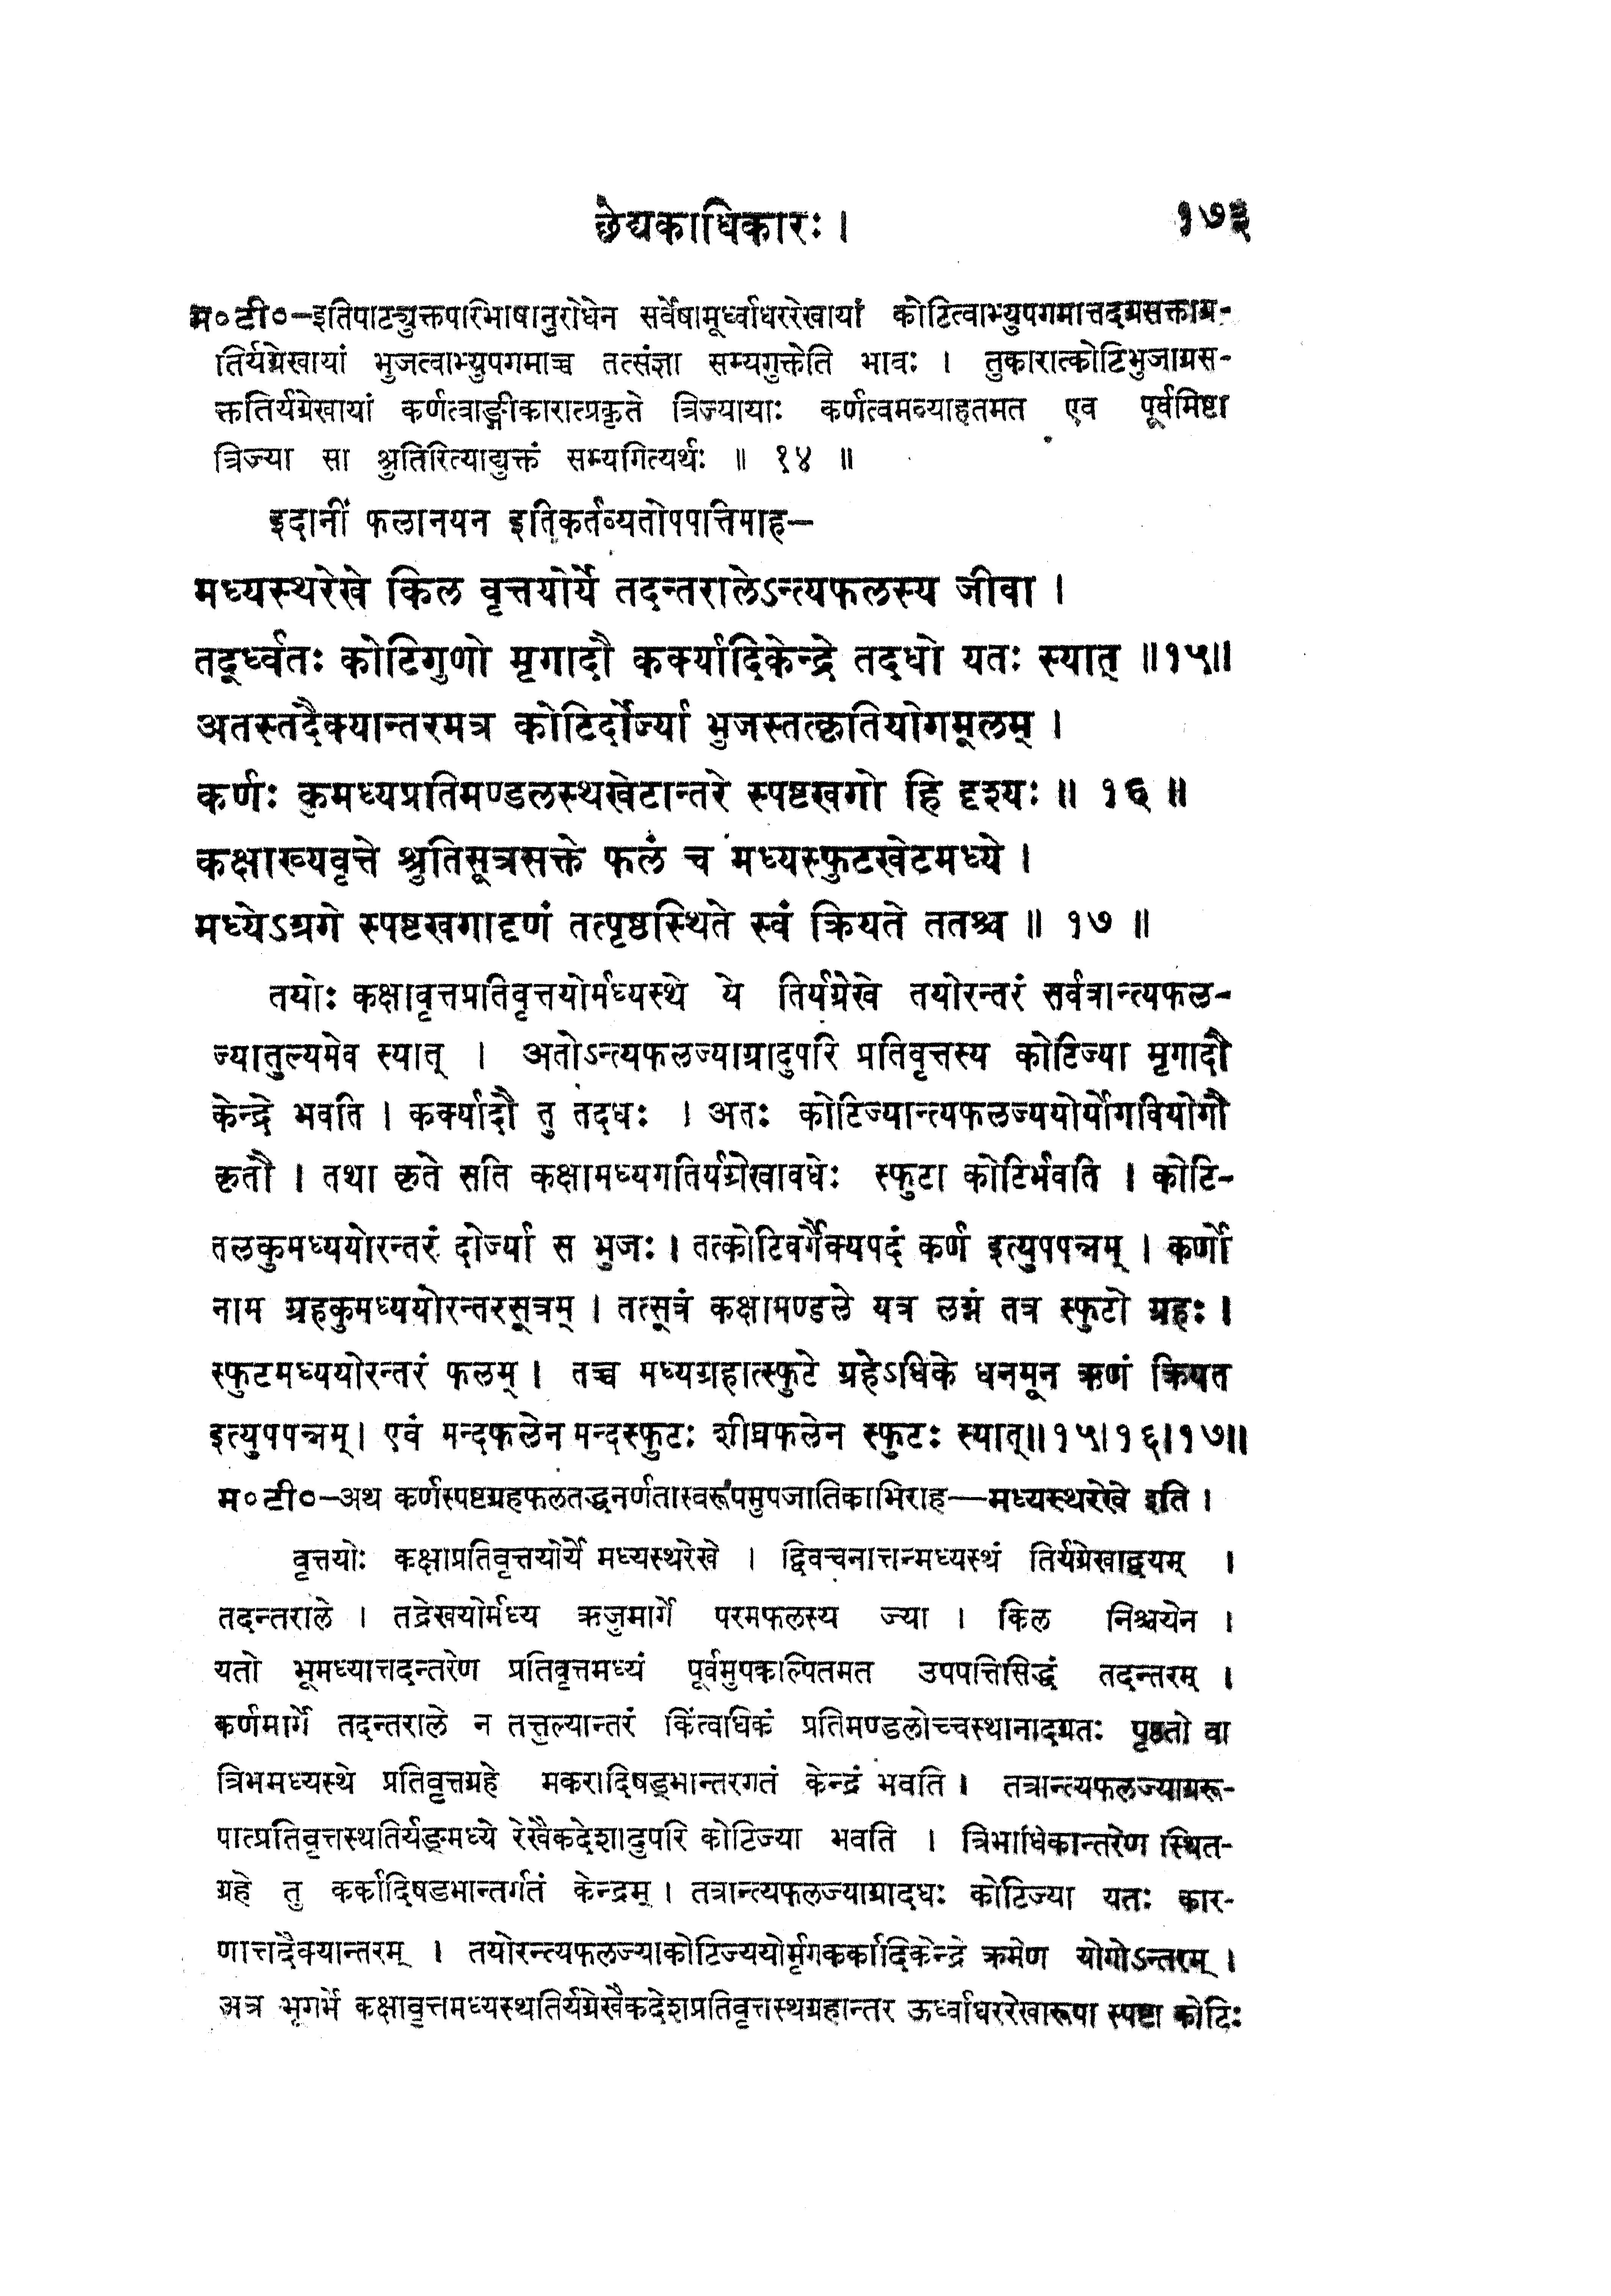 छेद्यकाधिकारः ।
१७३
म०टी०—इतिपाट्युक्तपारिभाषानुरोधेन सर्वेषामूर्ध्वाधररेखायां कोटित्वाभ्युपगमात्तदग्रसक्ताग्र-
तिर्यग्रेखायां भुजत्वाभ्युपगमाच्च तत्संज्ञा सम्यगुक्तेति भावः । तुकारात्कोटिभुजाग्रस-
क्ततिर्यग्रेखायां कर्णत्वाङ्गीकारात्प्रकृते त्रिज्यायाः कर्णत्वमव्याहतमत एव पूर्वमिष्टा
त्रिज्या सा श्रुतिरित्याद्युक्तं सम्यगित्यर्थः ॥ १४ ॥
इदानीं फलानयन इतिकर्तव्यतोपपात्तिमाह—
मध्यस्थरेखे किल वृत्तयोर्ये तदन्तरालेऽन्त्यफलस्य जीवा ।
तदूर्ध्वतः कोटिगुणो मृगादौ कर्क्यादिकेन्द्रे तदधो यतः स्यात् ॥१५॥
अतस्तदैक्यान्तरमत्र कोटिर्दोर्ज्या भुजस्तत्कृतियोगमूलम् ।
कर्णः कुमध्यप्रतिमण्डलस्थखेटान्तरे स्पष्टखगो हि दृश्यः ॥ १६ ॥
कक्षाख्यवृत्ते श्रुतिसूत्रसक्ते फलं च मध्यस्फुटखेटमध्ये ।
मध्येऽग्रगे स्पष्टखगादृणं तत्पृष्ठस्थिते स्वं क्रियते ततश्च ॥ १७ ॥
तयोः कक्षावृत्तप्रतिवृत्तयोर्मध्यस्थे ये तिर्यग्रेखे तयोरन्तरं सर्वत्रान्त्यफल-
ज्यातुल्यमेव स्यात् । अतोऽन्त्यफलज्याग्रादुपरि प्रतिवृत्तस्य कोटिज्या मृगादौ
केन्द्रे भवति । कर्क्यादौ तु तदधः । अतः कोटिज्यान्त्यफलज्ययोर्योगवियोगौ
कृतौ । तथा कृते सति कक्षामध्यगतिर्यग्रेखावधेः स्फुटा कोटिर्भवति । कोटि-
तलकुमध्ययोरन्तरं दोर्ज्या स भुजः । तत्कोटिवर्गैक्यपदं कर्ण इत्युपपन्नम् । कर्णो
नाम ग्रहकुमध्ययोरन्तरसूत्रम् । तत्सूत्रं कक्षामण्डले यत्र लग्नं तत्र स्फुटो ग्रहः ।
स्फुटमध्ययोरन्तरं फलम् । तच्च मध्यग्रहात्स्फुटे ग्रहेऽधिके धनमून ऋणं क्रियत
इत्युपपन्नम् । एवं मन्दफलेन मन्दस्फुटः शीघ्रफलेन स्फुटः स्यात्॥१५।१६।१७॥
म०टी०—अथ कर्णस्पष्टग्रहफलतद्धनर्णतास्वरूपमुपजातिकाभिराह—मध्यस्थरेखे इति ।
वृत्तयोः कक्षाप्रतिवृत्तयोर्ये मध्यस्थरेखे । द्विवचनात्तन्मध्यस्थं तिर्यग्रेखाद्वयम् ।
तदन्तराले । तद्रेखयोर्मध्य ऋजुमार्गे परमफलस्य ज्या । किल निश्चयेन ।
यतो भूमध्यात्तदन्तरेण प्रतिवृत्तमध्यं पूर्वमुपकल्पितमत उपपत्तिसिद्धं तदन्तरम् ।
कर्णमार्गे तदन्तराले न तत्तुल्यान्तरं किंत्वधिकं प्रतिमण्डलोच्चस्थानादग्रतः पृष्ठतो वा
त्रिभमध्यस्थे प्रतिवृत्तग्रहे मकरादिषड्भान्तरगतं केन्द्रं भवति । तत्रान्त्यफलज्याग्ररू-
पात्प्रतिवृत्तस्थतिर्यङ्मध्ये रेखैकदेशादुपरि कोटिज्या भवति । त्रिभाधिकान्तरेण स्थित-
ग्रहे तु कर्कादिषडभान्तर्गतं केन्द्रम् । तत्रान्त्यफलज्याग्रादधः कोटिज्या यतः कार-
णात्तदैक्यान्तरम् । तयोरन्त्यफलज्याकोटिज्ययोर्मृगकर्कादिकेन्द्रे क्रमेण योगोऽन्तरम् ।
अत्र भूगर्भे कक्षावृत्तमध्यस्थतिर्यग्रेखैकदेशप्रतिवृत्तस्थग्रहान्तर ऊर्ध्वाधररेखारूपा स्पष्टा कोटिः